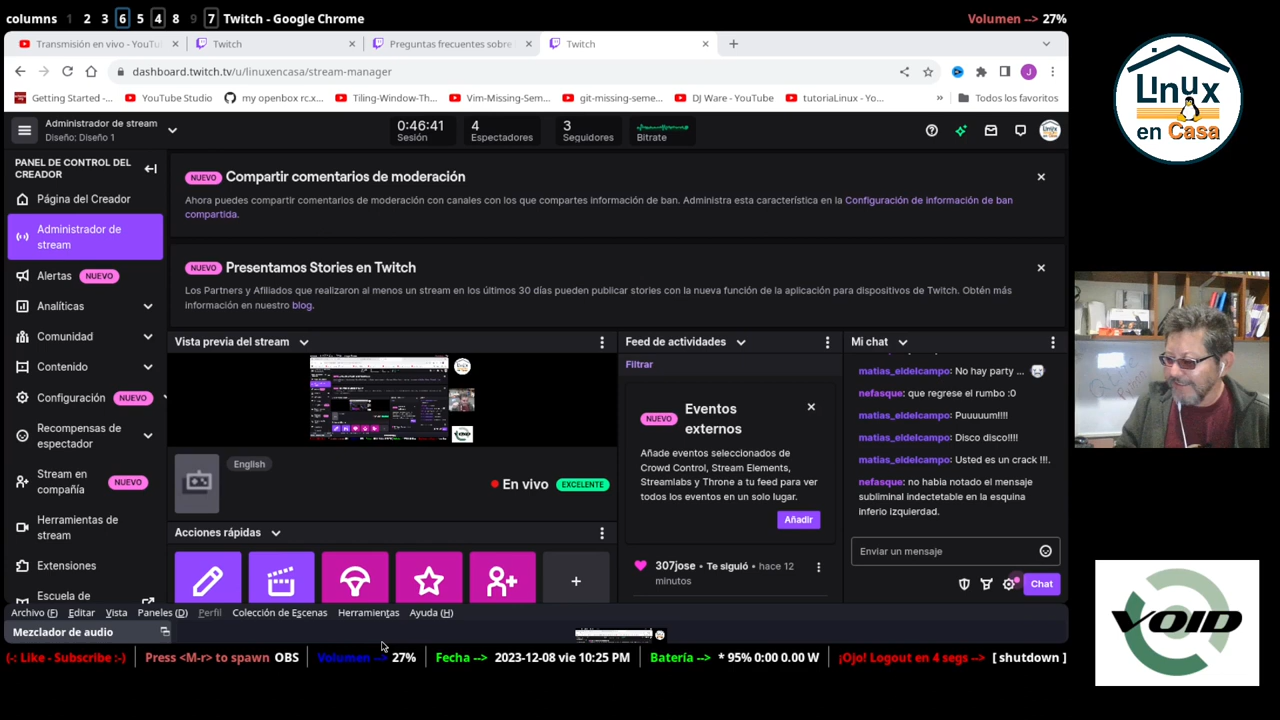 columns 1 2 3 6 5 4 8 9 7 Twitch - Google Chrome
Volumen --> 27%
Transmisión en vivo - YouTu
Twitch
Preguntas frecuentes sobre
Twitch
dashboard.twitch.tv/u/linuxencasa/stream-manager
J
Getting Started -...
YouTube Studio
my openbox rc.x...
Tiling-Window-Th...
Vim-Missing-Sem...
git-missing-seme...
DJ Ware - YouTube
tutoriaLinux - Yo...
»
Todos los favoritos
Administrador de stream
Diseño: Diseño 1
0:46:41
Sesión
4
Espectadores
3
Seguidores
Bitrate
PANEL DE CONTROL DEL
CREADOR
Página del Creador
Administrador de
stream
Alertas NUEVO
Analíticas
Comunidad
Contenido
Configuración NUEVO
Recompensas de
espectador
Stream en
compañía NUEVO
Herramientas de
stream
Extensiones
Escuela de
NUEVO Compartir comentarios de moderación
Ahora puedes compartir comentarios de moderación con canales con los que compartes información de ban. Administra esta característica en la Configuración de información de ban
compartida.
NUEVO Presentamos Stories en Twitch
Los Partners y Afiliados que realizaron al menos un stream en los últimos 30 días pueden publicar stories con la nueva función de la aplicación para dispositivos de Twitch. Obtén más
información en nuestro blog.
Vista previa del stream
English
En vivo EXCELENTE
Acciones rápidas
Feed de actividades
Filtrar
NUEVO Eventos
externos
Añade eventos seleccionados de
Crowd Control, Stream Elements,
Streamlabs y Throne a tu feed para
ver todos los eventos en un solo lugar.
Añadir
307jose • Te siguió • hace 12
minutos
Mi chat
matias_eldelcampo: No hay party ...
nefasque: que regrese el rumbo :0
matias_eldelcampo: Puuuuum!!!!
matias_eldelcampo: Disco disco!!!!
matias_eldelcampo: Usted es un crack !!!.
nefasque: no habia notado el mensaje
subliminal indectetable en la esquina
inferio izquierdad.
Enviar un mensaje
Chat
Archivo (F) Editar Vista Paneles (D) Perfil Colección de Escenas Herramientas Ayuda (H)
Mezclador de audio
(-: Like - Subscribe :-) Press <M-r> to spawn OBS Volumen --> 27% Fecha --> 2023-12-08 vie 10:25 PM Batería --> * 95% 0:00 0.00 W ¡Ojo! Logout en 4 segs --> [ shutdown ]
Linux
en Casa
VOID